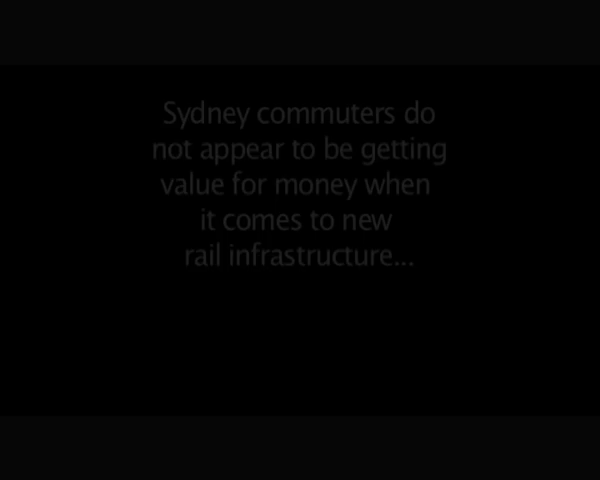 Sydney commuters do
not appear to be getting
value for money when
it comes to new
rail infrastructure...